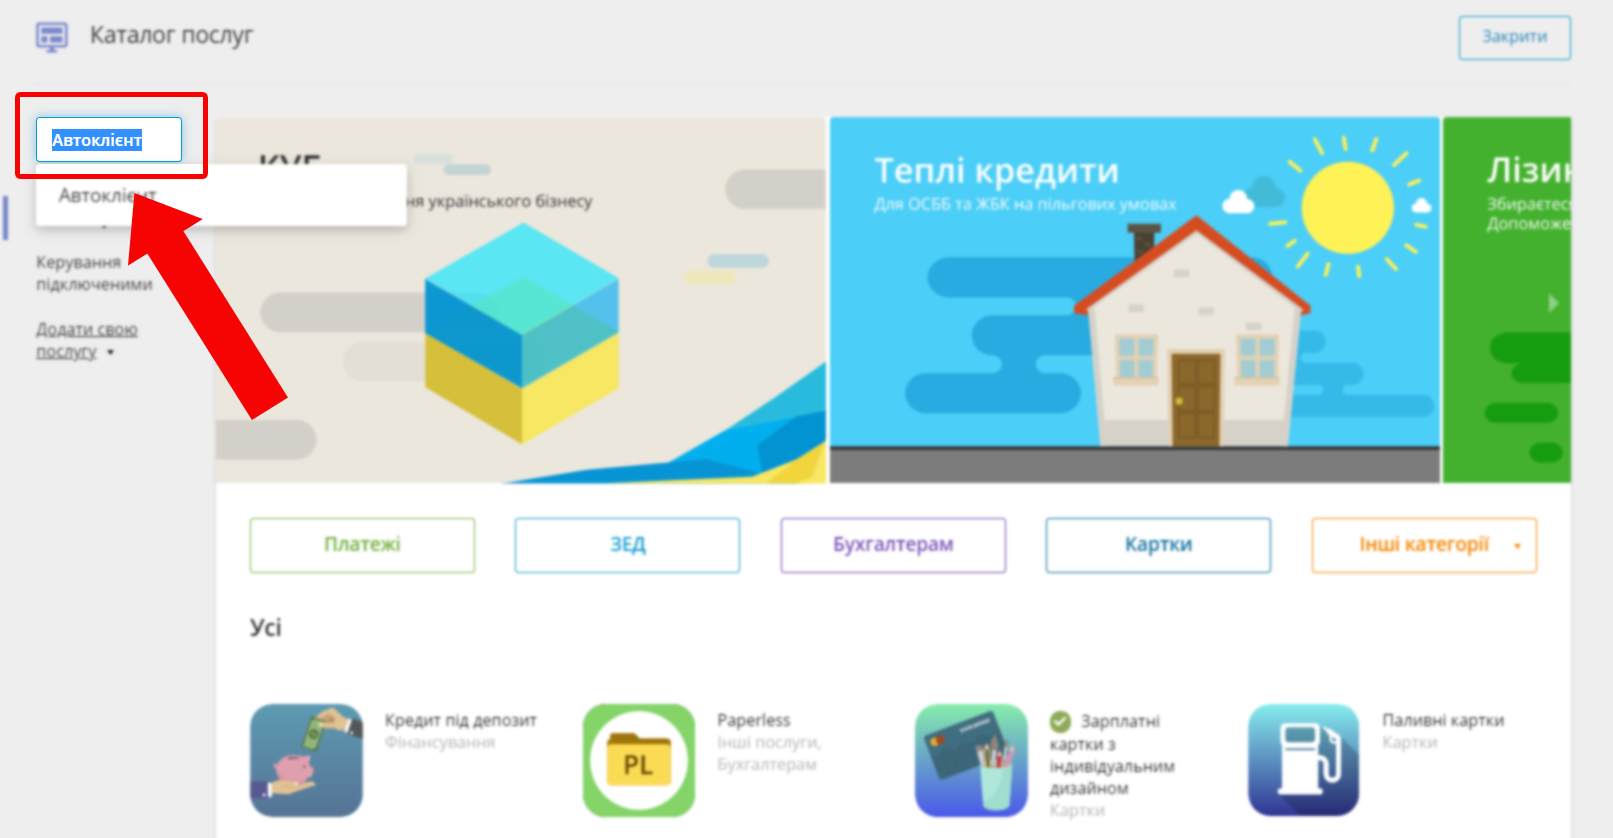 Каталог послуг
Закрити
Автоклієнт
Автоклієнт
Керування
підключеними
Додати свою
послугу
КУБ
ня українського бізнесу
Теплі кредити
Для ОСББ та ЖБК на пільгових умовах
Лізин
Збираєтес
Допоможе
Платежі
ЗЕД
Бухгалтерам
Картки
Інші категорії
Усі
Кредит під депозит
Фінансування
PL
Paperless
Інші послуги,
Бухгалтерам
Зарплатні
картки з
індивідуальним
дизайном
Картки
Паливні картки
Картки